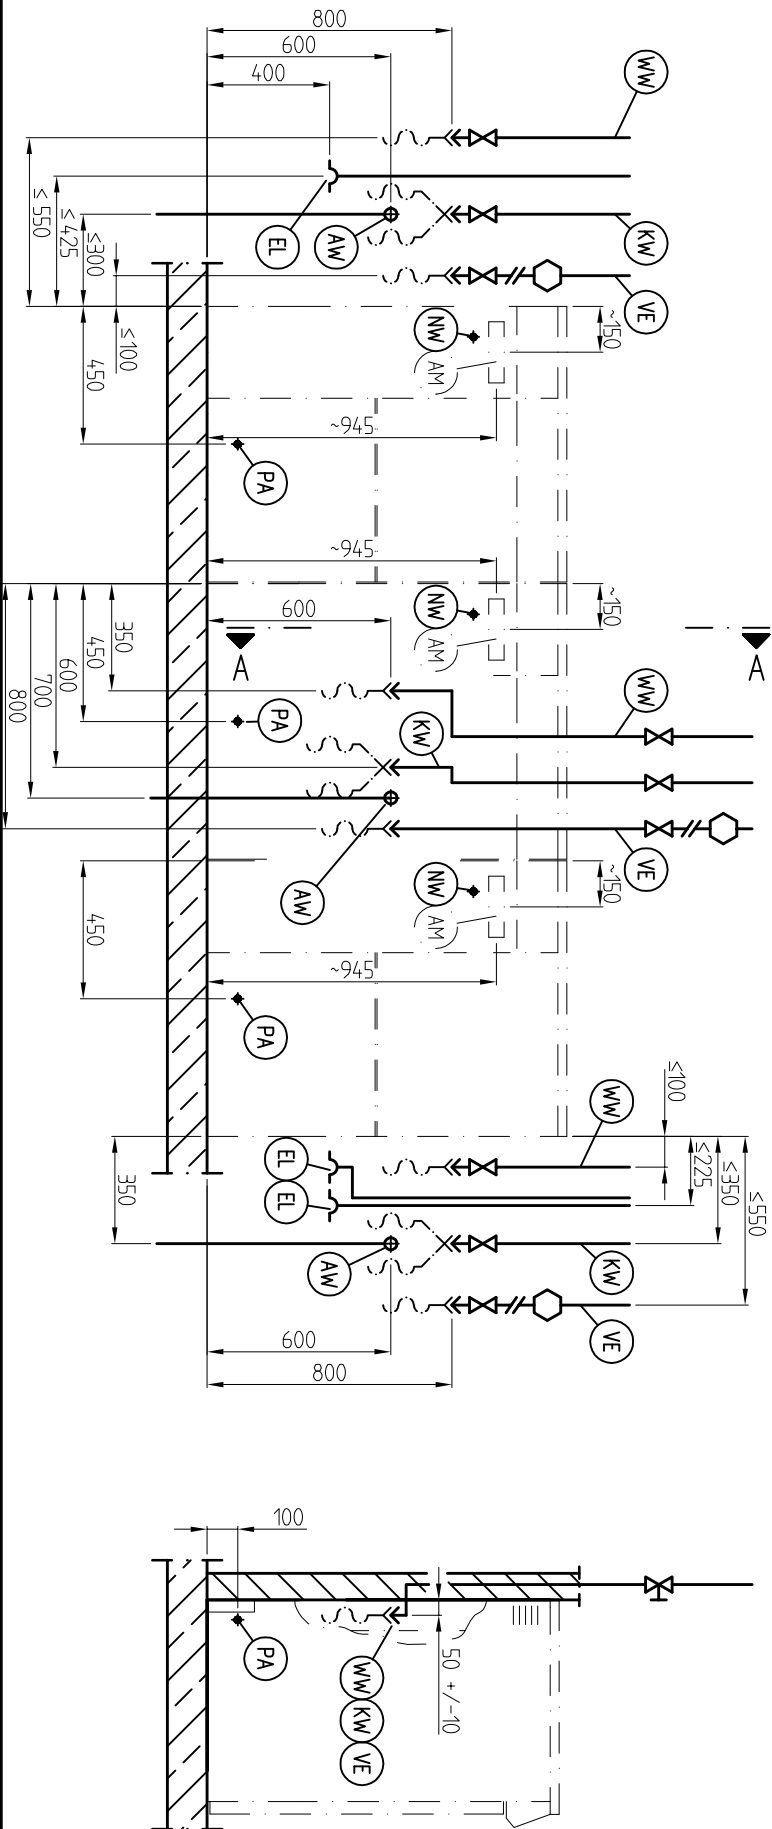 800
600
400
WW
≤ 550
≤ 425
≤300
≤100
450
EL
AW
KW
VE
~150
NW
AM
~945
PA
~945
~150
NW
AM
600
350
450
600
700
800
A
A
WW
PA
KW
AW
VE
~150
NW
AM
450
~945
PA
≤100
≤225
≤350
≤550
WW
EL
EL
350
AW
KW
VE
600
800
100
PA
50 +/-10
WW
KW
VE